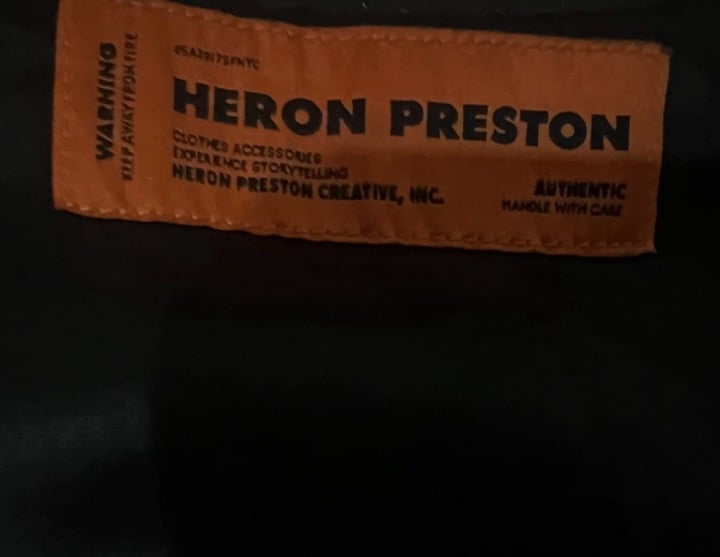 WARNING
KEEP AWAY FROM FIRE
USA2017SFNYC
HERON PRESTON
CLOTHES ACCESSORIES
EXPERIENCE STORYTELLING
HERON PRESTON CREATIVE, INC.
AUTHENTIC
HANDLE WITH CARE